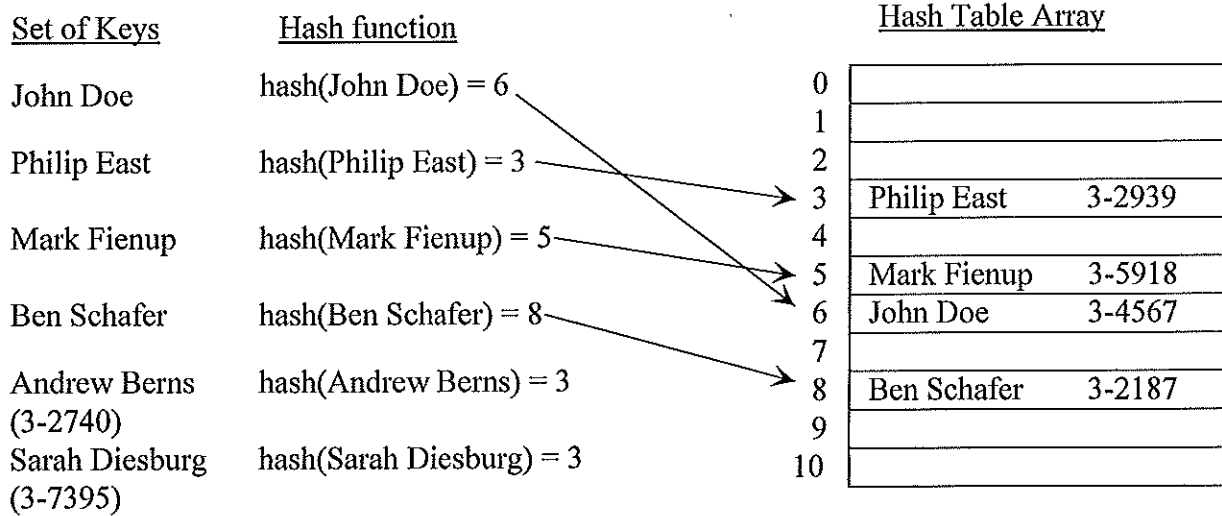 Set of Keys Hash function Hash Table Array
John Doe hash(John Doe) = 6
Philip East hash(Philip East) = 3
Mark Fienup hash(Mark Fienup) = 5
Ben Schafer hash(Ben Schafer) = 8
Andrew Berns hash(Andrew Berns) = 3
(3-2740)
Sarah Diesburg hash(Sarah Diesburg) = 3
(3-7395)
0
1
2
3 Philip East 3-2939
4
5 Mark Fienup 3-5918
6 John Doe 3-4567
7
8 Ben Schafer 3-2187
9
10